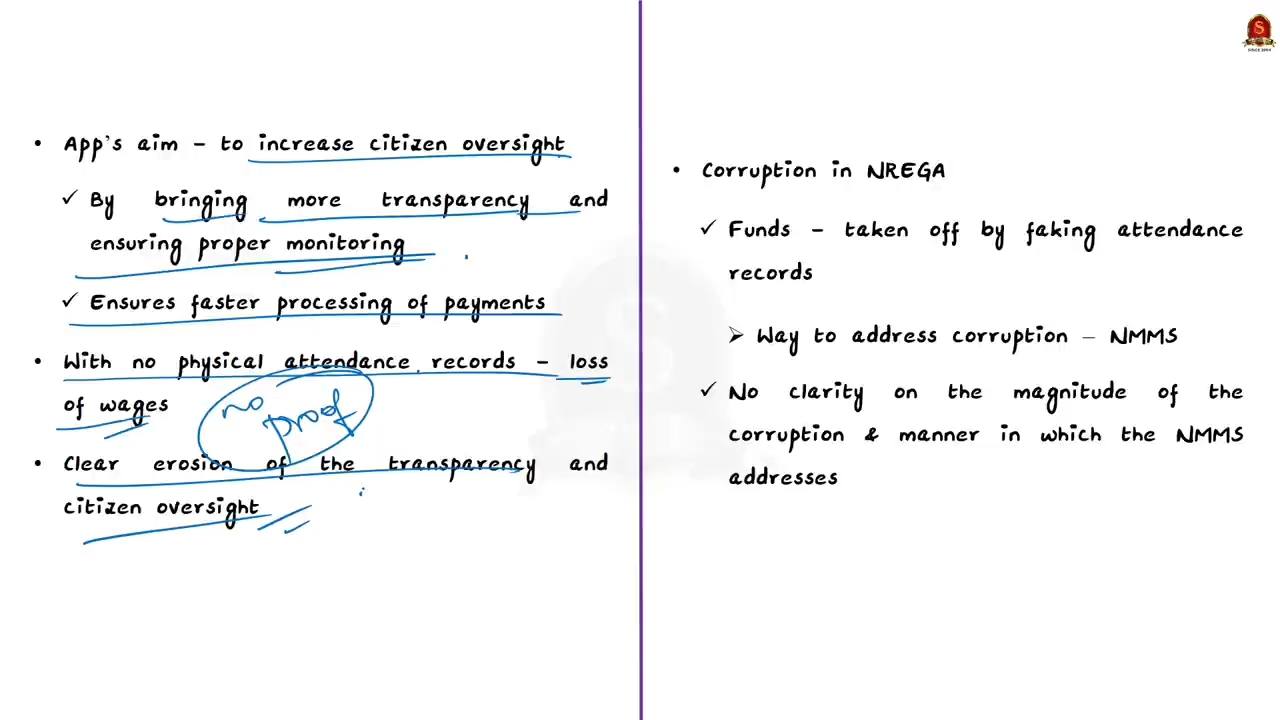 • App's aim – to increase citizen oversight
✓ By bringing more transparency and
ensuring proper monitoring
✓ Ensures faster processing of payments
• With no physical attendance records – loss
of wages
no
proof
• Clear erosion of the transparency and
citizen oversight
S
SINCE 2004
• Corruption in NREGA
✓ Funds – taken off by faking attendance
records
➢ Way to address corruption – NMMS
✓ No clarity on the magnitude of the
corruption & manner in which the NMMS
addresses